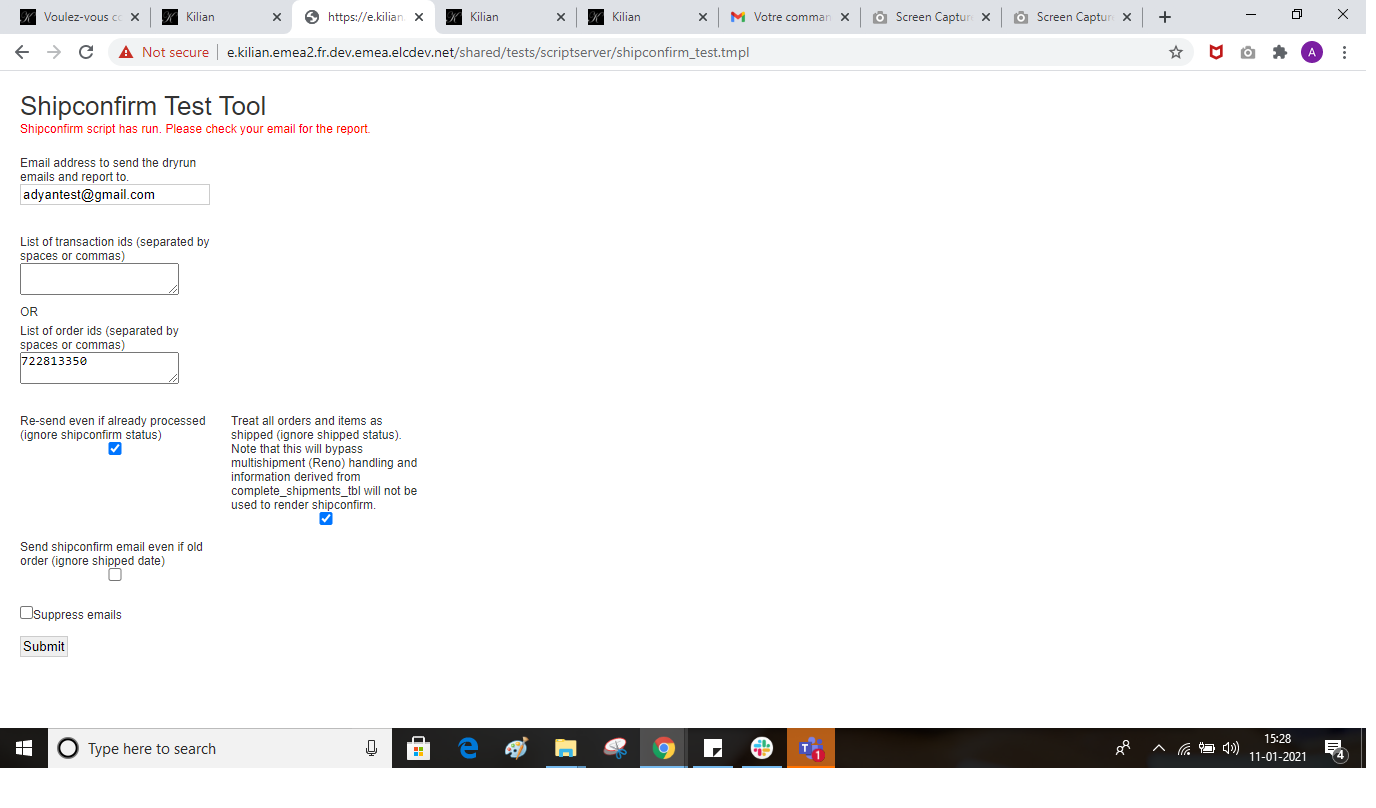 Voulez-vous co
Kilian
https://e.kilian.
Kilian
Kilian
Votre comman
Screen Captur
Screen Captur
Not secure
e.kilian.emea2.fr.dev.emea.elcdev.net/shared/tests/scriptserver/shipconfirm_test.tmpl
A
Shipconfirm Test Tool
Shipconfirm script has run. Please check your email for the report.
Email address to send the dryrun
emails and report to.
adyantest@gmail.com
List of transaction ids (separated by
spaces or commas)
OR
List of order ids (separated by
spaces or commas)
722813350
Re-send even if already processed
(ignore shipconfirm status)
Treat all orders and items as
shipped (ignore shipped status).
Note that this will bypass
multishipment (Reno) handling and
information derived from
complete_shipments_tbl will not be
used to render shipconfirm.
Send shipconfirm email even if old
order (ignore shipped date)
Suppress emails
Submit
Type here to search
1
15:28
11-01-2021
4